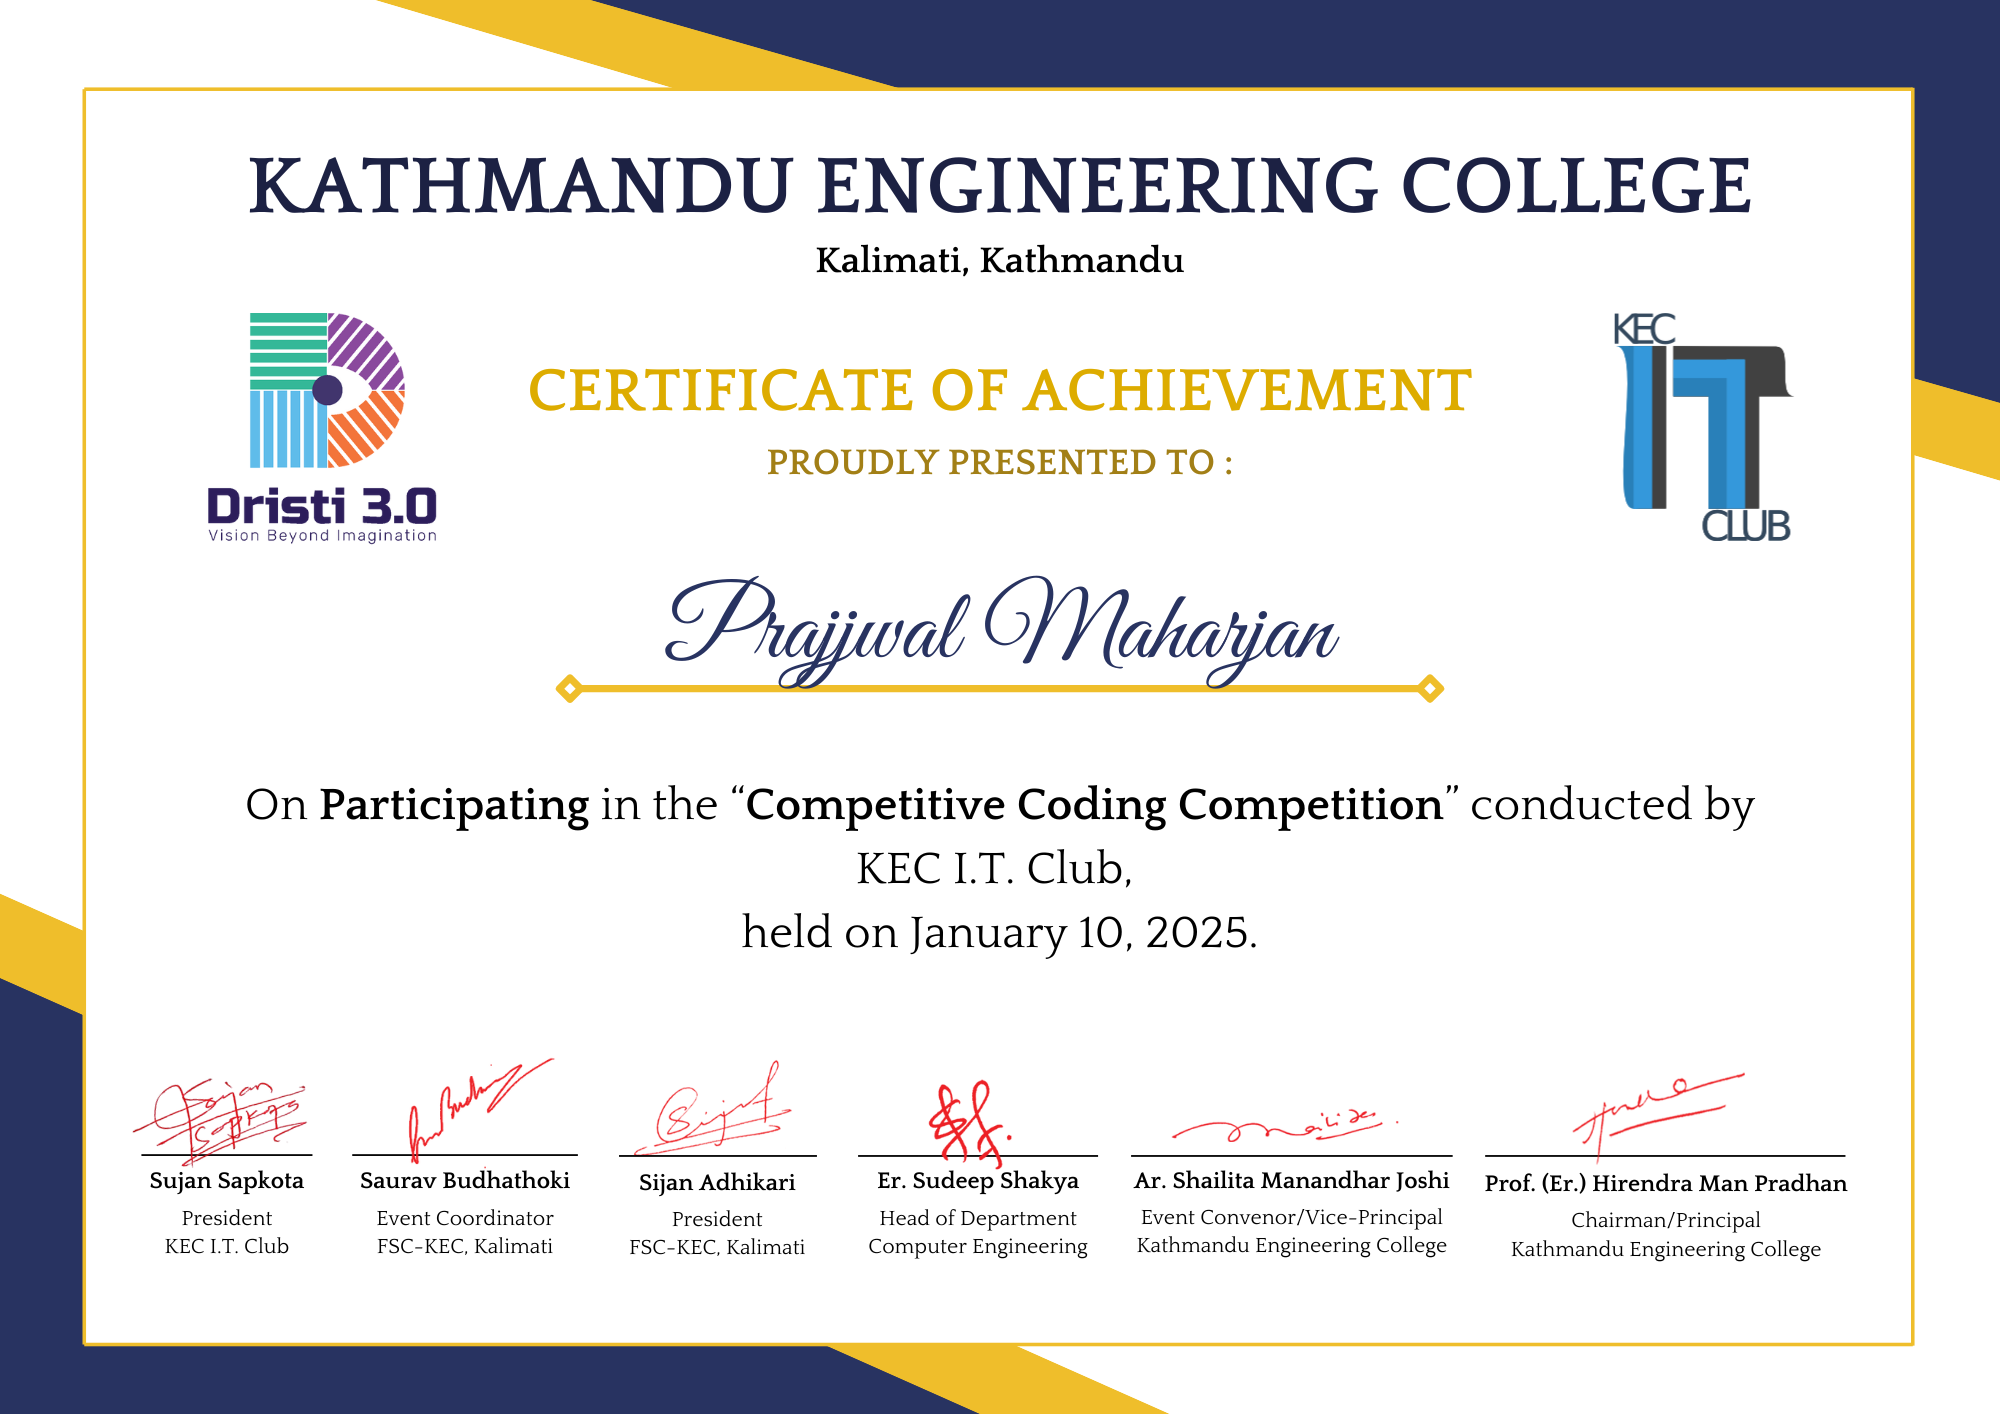 KATHMANDU ENGINEERING COLLEGE
Kalimati, Kathmandu
KEC
IT
CLUB
CERTIFICATE OF ACHIEVEMENT
PROUDLY PRESENTED TO :
Dristi 3.0
Vision Beyond Imagination
Prajjwal Maharjan
On Participating in the “Competitive Coding Competition” conducted by
KEC I.T. Club,
held on January 10, 2025.
Sujan
Sapkota
Sujan Sapkota
President
KEC I.T. Club
Saurav Budhathoki
Event Coordinator
FSC-KEC, Kalimati
Sijan Adhikari
President
FSC-KEC, Kalimati
Er. Sudeep Shakya
Head of Department
Computer Engineering
Ar. Shailita Manandhar Joshi
Event Convenor/Vice-Principal
Kathmandu Engineering College
Prof. (Er.) Hirendra Man Pradhan
Chairman/Principal
Kathmandu Engineering College